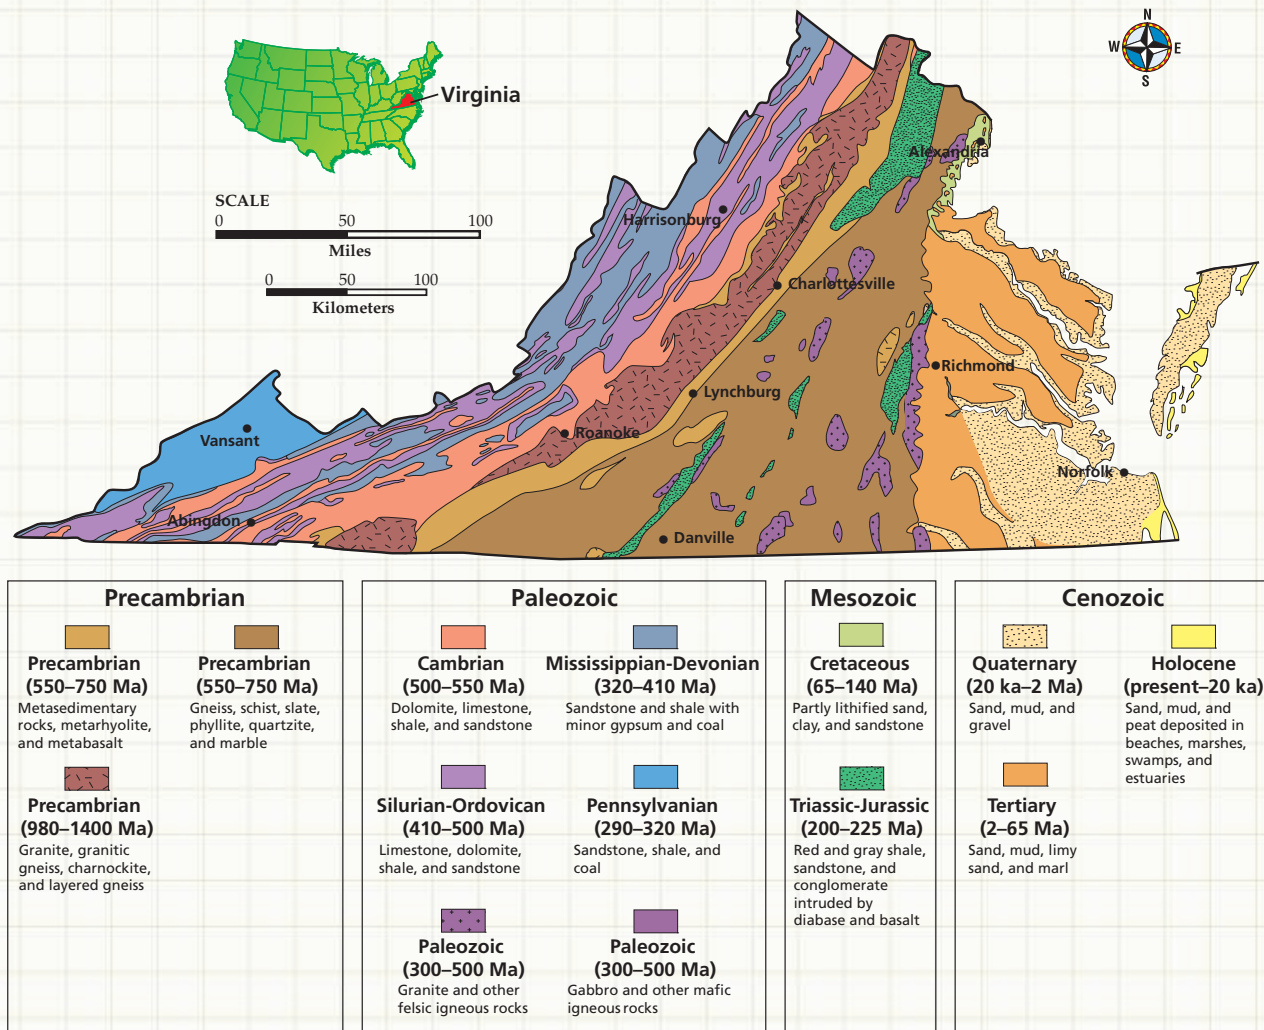 N
W E
S
Virginia
SCALE
0 50 100
Miles
0 50 100
Kilometers
Alexandria
Harrisonburg
Charlottesville
Richmond
Lynchburg
Roanoke
Vansant
Norfolk
Abingdon
Danville
Precambrian
Precambrian
(550–750 Ma)
Metasedimentary
rocks, metarhyolite,
and metabasalt
Precambrian
(550–750 Ma)
Gneiss, schist, slate,
phyllite, quartzite,
and marble
Precambrian
(980–1400 Ma)
Granite, granitic
gneiss, charnockite,
and layered gneiss
Paleozoic
Cambrian
(500–550 Ma)
Dolomite, limestone,
shale, and sandstone
Mississippian-Devonian
(320–410 Ma)
Sandstone and shale with
minor gypsum and coal
Silurian-Ordovican
(410–500 Ma)
Limestone, dolomite,
shale, and sandstone
Pennsylvanian
(290–320 Ma)
Sandstone, shale, and
coal
Paleozoic
(300–500 Ma)
Granite and other
felsic igneous rocks
Paleozoic
(300–500 Ma)
Gabbro and other mafic
igneous rocks
Mesozoic
Cretaceous
(65–140 Ma)
Partly lithified sand,
clay, and sandstone
Triassic-Jurassic
(200–225 Ma)
Red and gray shale,
sandstone, and
conglomerate
intruded by
diabase and basalt
Cenozoic
Quaternary
(20 ka–2 Ma)
Sand, mud, and
gravel
Holocene
(present–20 ka)
Sand, mud, and
peat deposited in
beaches, marshes,
swamps, and
estuaries
Tertiary
(2–65 Ma)
Sand, mud, limy
sand, and marl